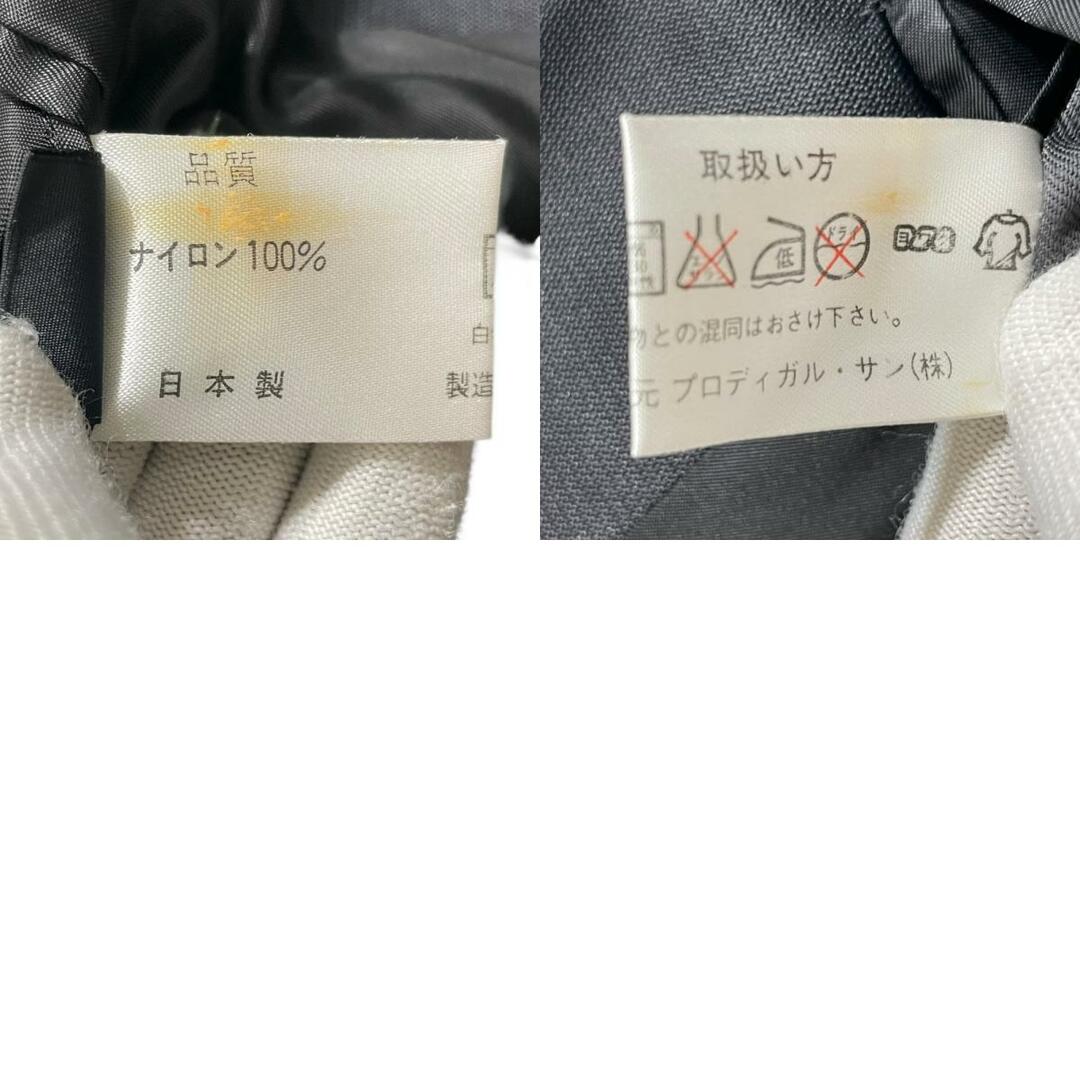 品質
ナイロン100%
白
日本製
製造
取扱い方
低
ドライ
物との混同はおさけ下さい。
元 プロディガル・サン(株)